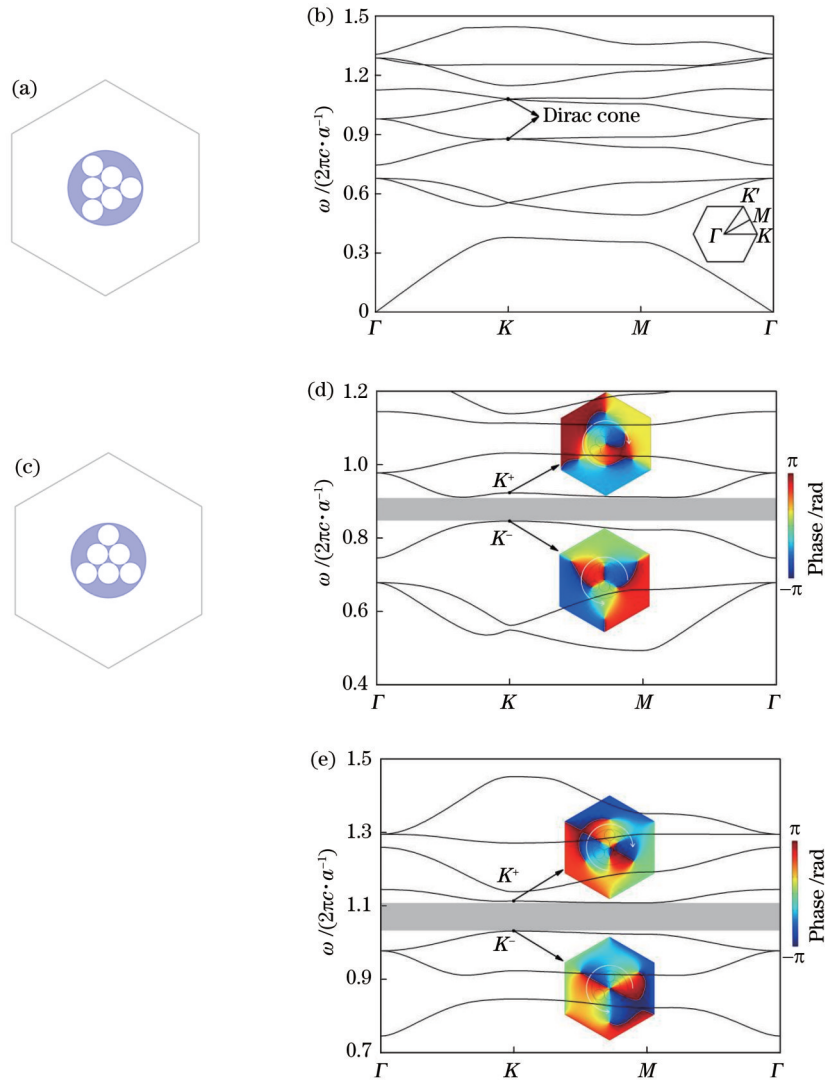 (a)
(b)
1.5
1.2
0.9
0.6
0.3
0
ω /(2πc· a⁻¹)
Dirac cone
K′
M
Γ
K
Γ
K
M
Γ
(c)
(d)
1.2
1.0
0.8
0.6
0.4
ω /(2πc· a⁻¹)
K⁺
K⁻
Γ
K
M
Γ
π
−π
Phase /rad
(e)
1.5
1.3
1.1
0.9
0.7
ω /(2πc· a⁻¹)
K⁺
K⁻
Γ
K
M
Γ
π
−π
Phase /rad